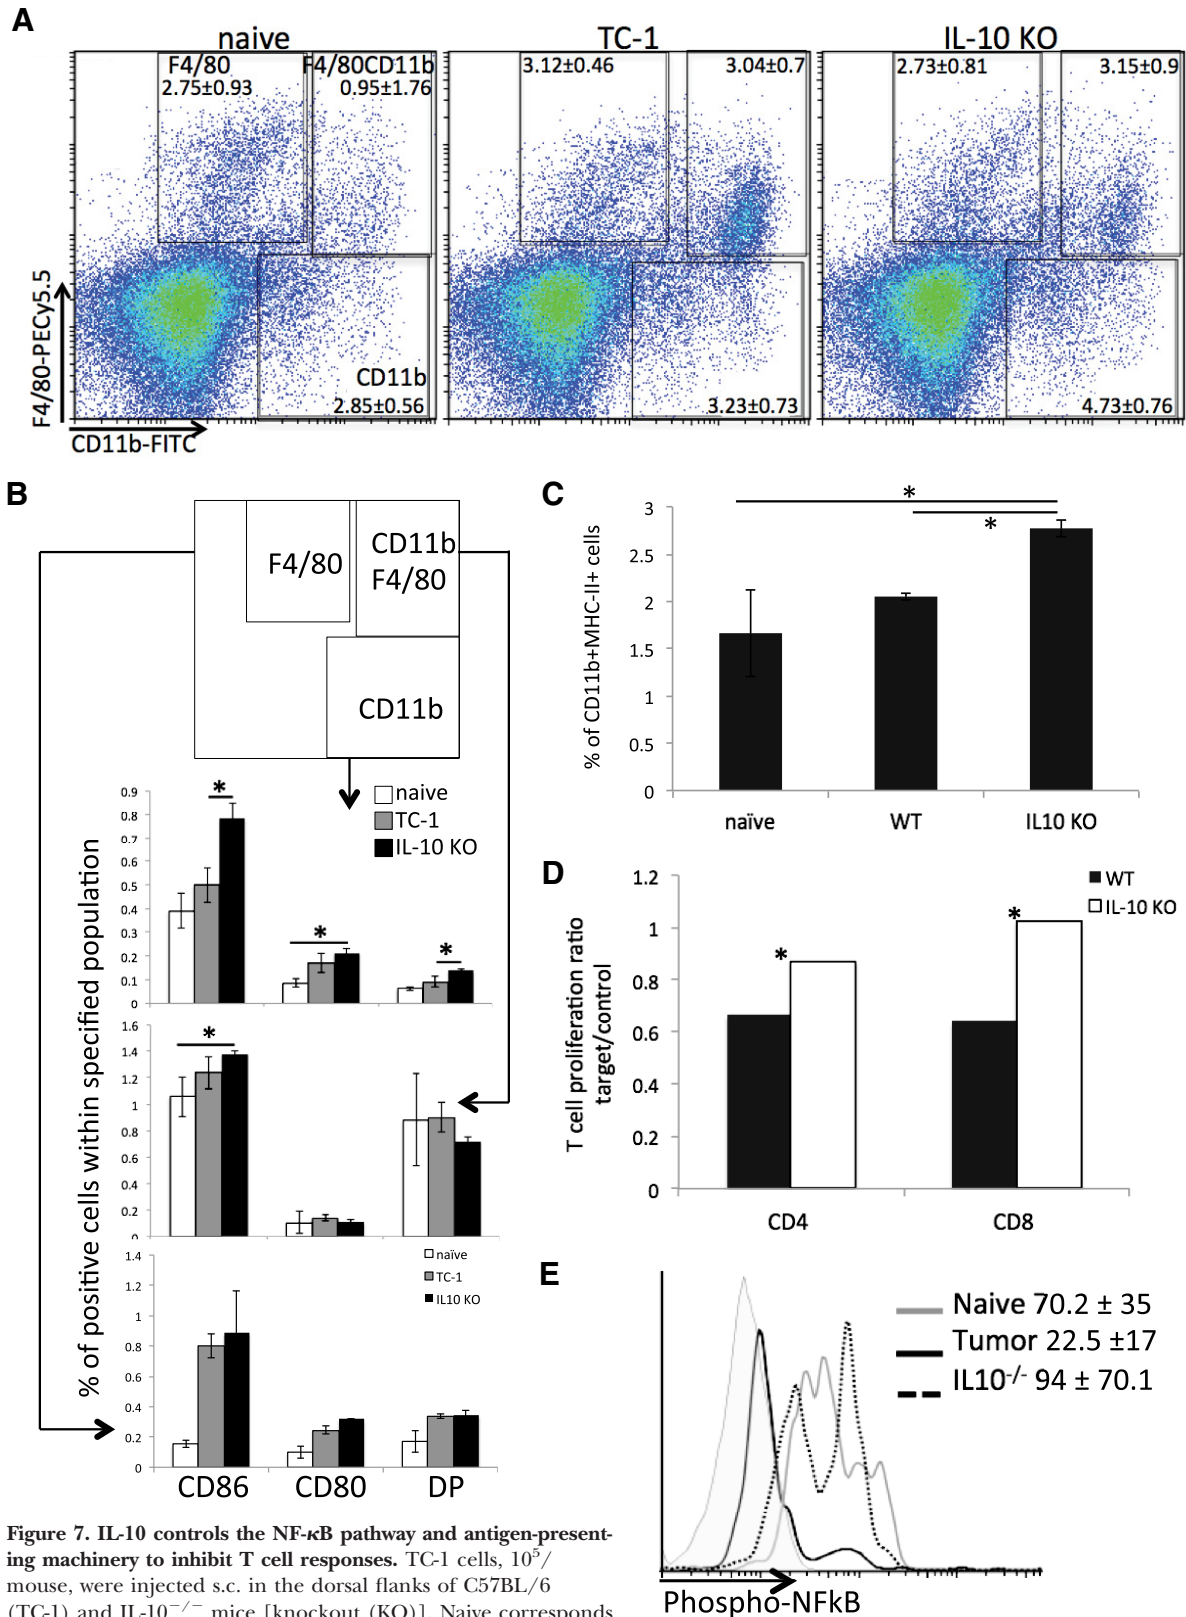 A
naive
TC-1
IL-10 KO
F4/80
F4/80CD11b
2.75±0.93
0.95±1.76
3.12±0.46
3.04±0.7
2.73±0.81
3.15±0.9
CD11b
2.85±0.56
3.23±0.73
4.73±0.76
F4/80-PECy5.5
CD11b-FITC
B
F4/80
CD11b
F4/80
CD11b
naive
TC-1
IL-10 KO
% of positive cells within specified population
0.9
0.8
0.7
0.6
0.5
0.4
0.3
0.2
0.1
0
*
*
*
1.6
1.4
1.2
1
0.8
0.6
0.4
0.2
0
*
1.4
1.2
1
0.8
0.6
0.4
0.2
0
naïve
TC-1
IL10 KO
CD86
CD80
DP
C
% of CD11b+MHC-II+ cells
3
2.5
2
1.5
1
0.5
0
*
*
naïve
WT
IL10 KO
D
T cell proliferation ratio
target/control
1.2
1
0.8
0.6
0.4
0.2
0
*
*
WT
IL-10 KO
CD4
CD8
E
Naive 70.2 ± 35
Tumor 22.5 ±17
IL10-/- 94 ± 70.1
Phospho-NFkB
Figure 7. IL-10 controls the NF-κB pathway and antigen-present-
ing machinery to inhibit T cell responses. TC-1 cells, 10⁵/
mouse, were injected s.c. in the dorsal flanks of C57BL/6
(TC-1) and IL-10⁻/⁻ mice [knockout (KO)]. Naive corresponds